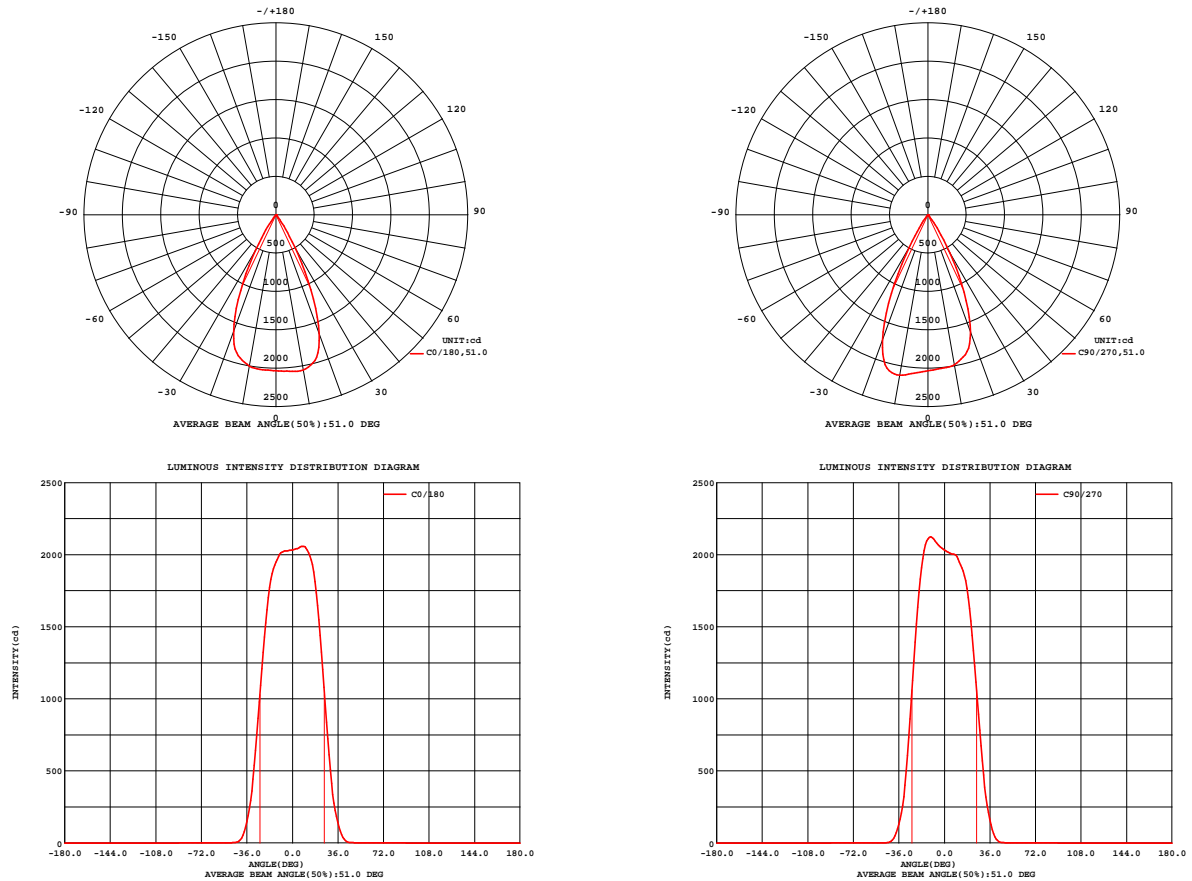 -/+180
-150 150
-120 120
-90 90
-60 60
-30 30
0
0
500
1000
1500
2000
2500
UNIT:cd
C0/180,51.0
AVERAGE BEAM ANGLE(50%):51.0 DEG
-/+180
-150 150
-120 120
-90 90
-60 60
-30 30
0
0
500
1000
1500
2000
2500
UNIT:cd
C90/270,51.0
AVERAGE BEAM ANGLE(50%):51.0 DEG
LUMINOUS INTENSITY DISTRIBUTION DIAGRAM
C0/180
INTENSITY(cd)
2500
2000
1500
1000
500
0
-180.0 -144.0 -108.0 -72.0 -36.0 0.0 36.0 72.0 108.0 144.0 180.0
ANGLE(DEG)
AVERAGE BEAM ANGLE(50%):51.0 DEG
LUMINOUS INTENSITY DISTRIBUTION DIAGRAM
C90/270
INTENSITY(cd)
2500
2000
1500
1000
500
0
-180.0 -144.0 -108.0 -72.0 -36.0 0.0 36.0 72.0 108.0 144.0 180.0
ANGLE(DEG)
AVERAGE BEAM ANGLE(50%):51.0 DEG